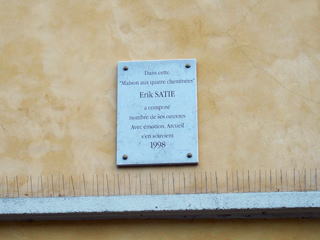 Dans cette
"Maison aux quatre cheminées"
Erik SATIE
a composé
nombre de ses oeuvres
Avec émotion, Arcueil
s'en souvient
1998